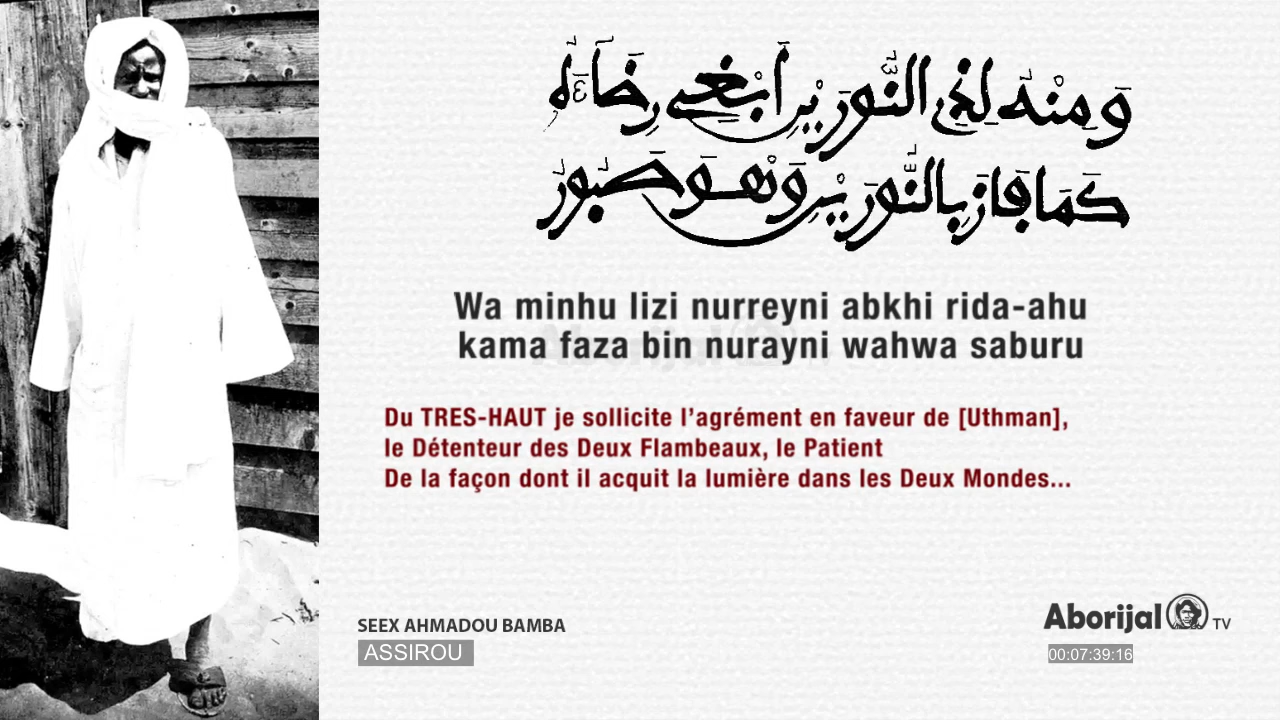 وَمِنْهُ لِذِى النُّورَيْنِ أَبْغِى رِضَاءَهُ
كَمَا فَازَ بِالنُّورَيْنِ وَهْوَ صَبُورُ
Wa minhu lizi nurreyni abkhi rida-ahu
kama faza bin nurayni wahwa saburu
Du TRES-HAUT je sollicite l’agrément en faveur de [Uthman],
le Détenteur des Deux Flambeaux, le Patient
De la façon dont il acquit la lumière dans les Deux Mondes...
SEEX AHMADOU BAMBA
ASSIROU
Aborijal TV
00:07:39:16